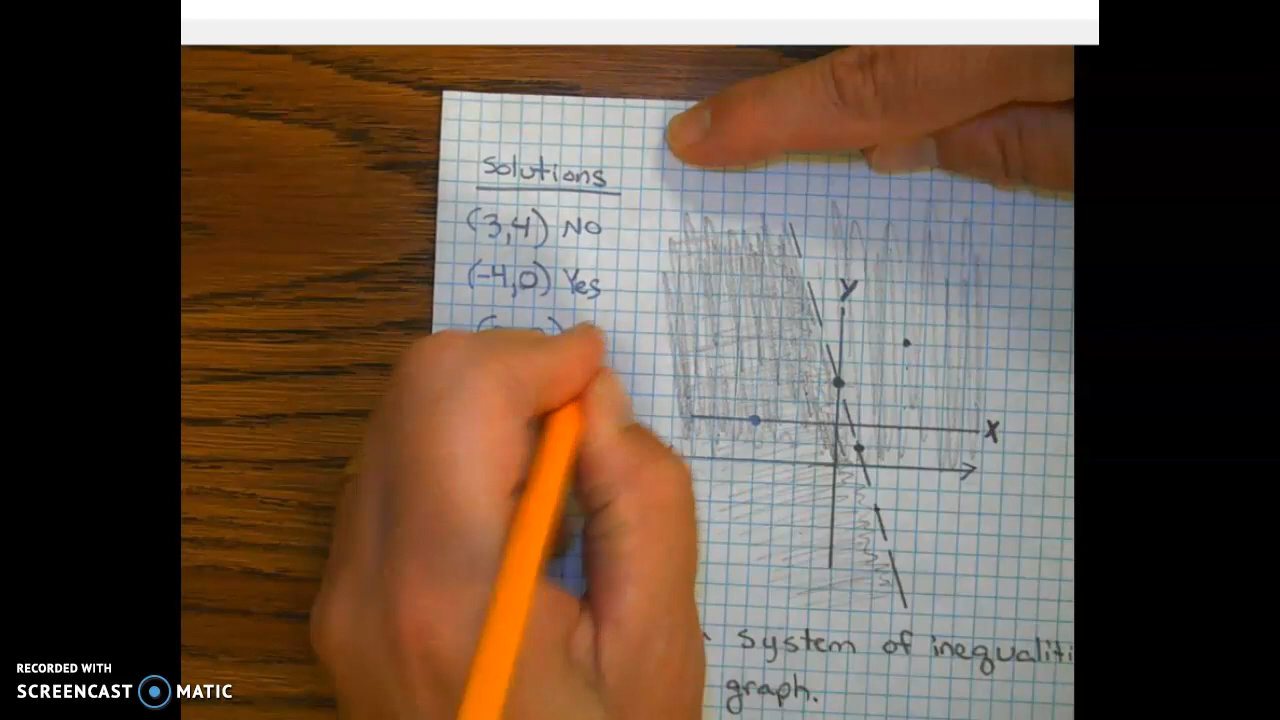 Solutions
(3,4) No
(-4,0) Yes
Y
X
System of inequaliti
graph.
RECORDED WITH
SCREENCAST MATIC